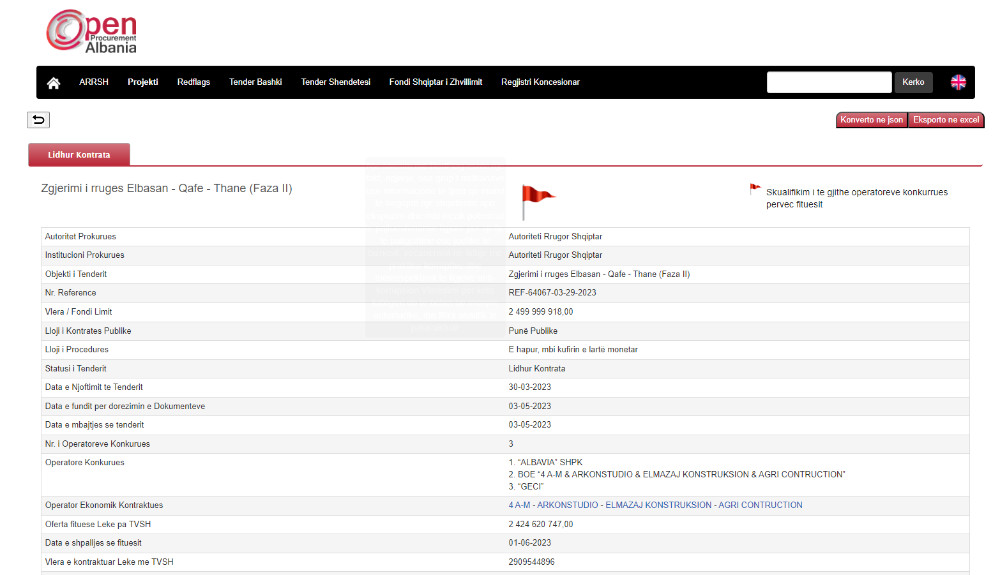 Open
Procurement
Albania
ARRSH Projekti Redflags Tender Bashki Tender Shendetesi Fondi Shqiptar i Zhvillimit Regjistri Koncesionar Kerko
Konverto ne json Eksporto ne excel
Lidhur Kontrata
Zgjerimi i rruges Elbasan - Qafe - Thane (Faza II)
Skualifikim i te gjithe operatoreve konkurrues
pervec fituesit
Autoritet Prokurues Autoriteti Rrugor Shqiptar
Institucioni Prokurues Autoriteti Rrugor Shqiptar
Objekti i Tenderit Zgjerimi i rruges Elbasan - Qafe - Thane (Faza II)
Nr. Reference REF-64067-03-29-2023
Vlera / Fondi Limit 2 499 999 918,00
Lloji i Kontrates Publike Punë Publike
Lloji i Procedures E hapur, mbi kufirin e lartë monetar
Statusi i Tenderit Lidhur Kontrata
Data e Njoftimit te Tenderit 30-03-2023
Data e fundit per dorezimin e Dokumenteve 03-05-2023
Data e mbajtjes se tenderit 03-05-2023
Nr. i Operatoreve Konkurues 3
Operatore Konkurues 1. “ALBAVIA” SHPK
2. BOE “4 A-M & ARKONSTUDIO & ELMAZAJ KONSTRUKSION & AGRI CONTRUCTION”
3. “GECI”
Operator Ekonomik Kontraktues 4 A-M - ARKONSTUDIO - ELMAZAJ KONSTRUKSION - AGRI CONTRUCTION
Oferta fituese Leke pa TVSH 2 424 620 747,00
Data e shpalljes se fituesit 01-06-2023
Vlera e kontraktuar Leke me TVSH 2909544896